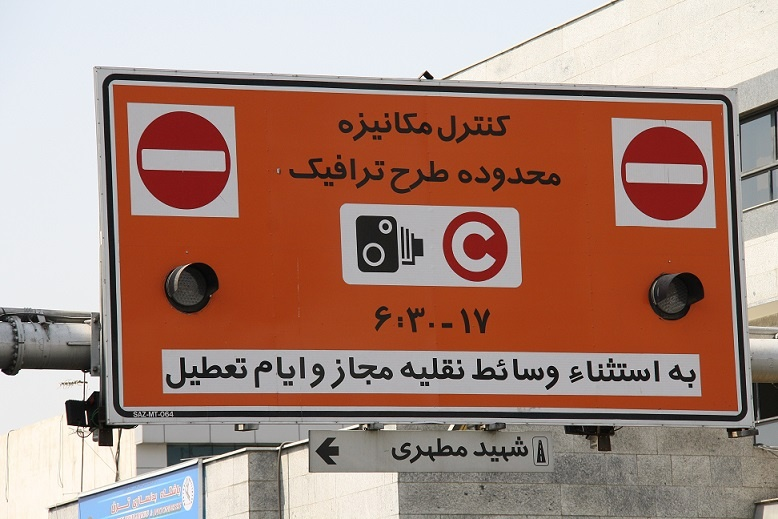 کنترل مکانیزه
محدوده طرح ترافیک
C
۶:۳۰-۱۷
به استثناءِ وسائط نقلیه مجاز و ایام تعطیل
SAZ-MT-064
شهید مطهری